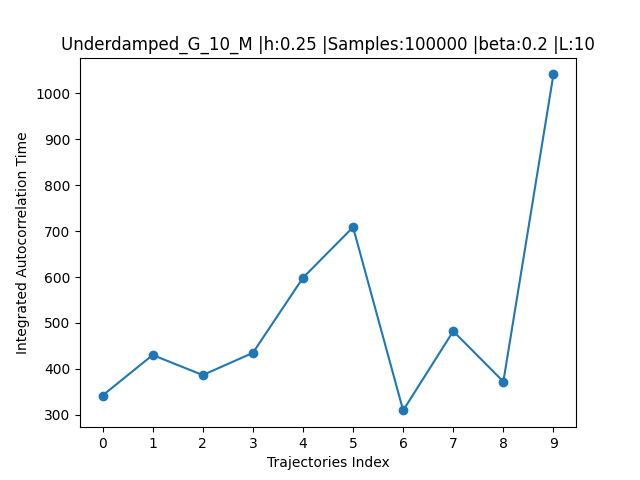 Underdamped_G_10_M |h:0.25 |Samples:100000 |beta:0.2 |L:10
1000
900
800
700
600
500
400
300
Integrated Autocorrelation Time
0 1 2 3 4 5 6 7 8 9
Trajectories Index